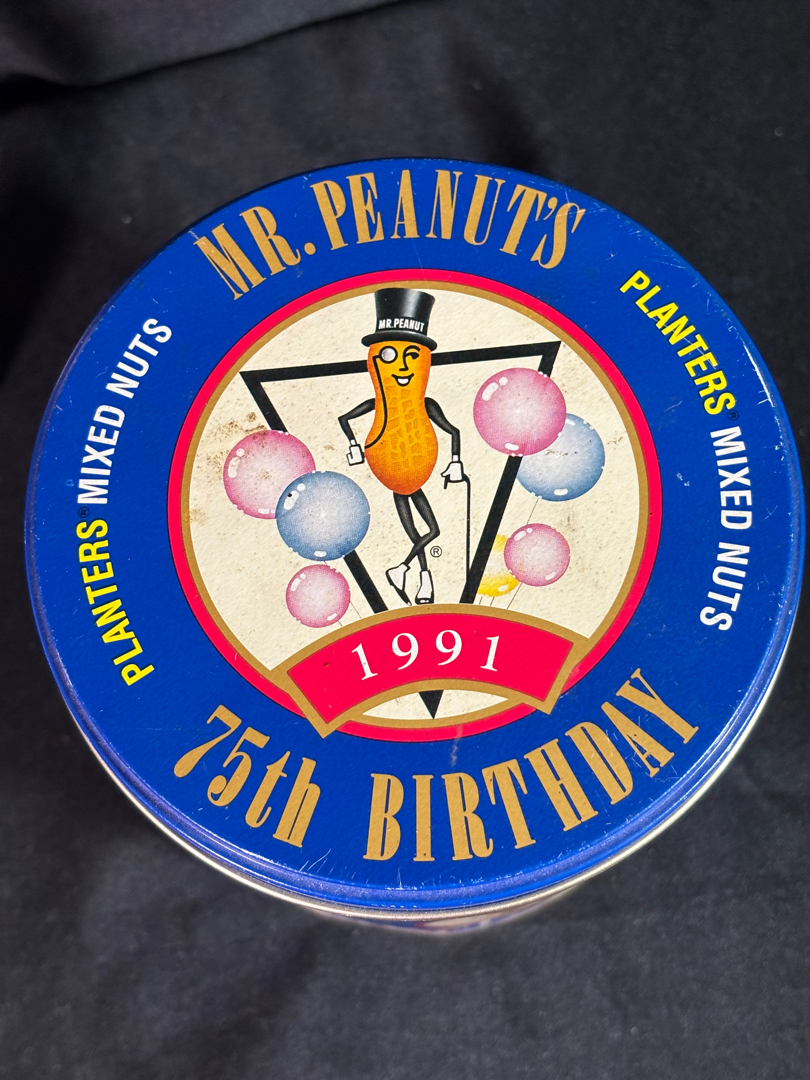 MR. PEANUT'S
PLANTERS® MIXED NUTS
PLANTERS® MIXED NUTS
MR. PEANUT
®
1991
75th BIRTHDAY